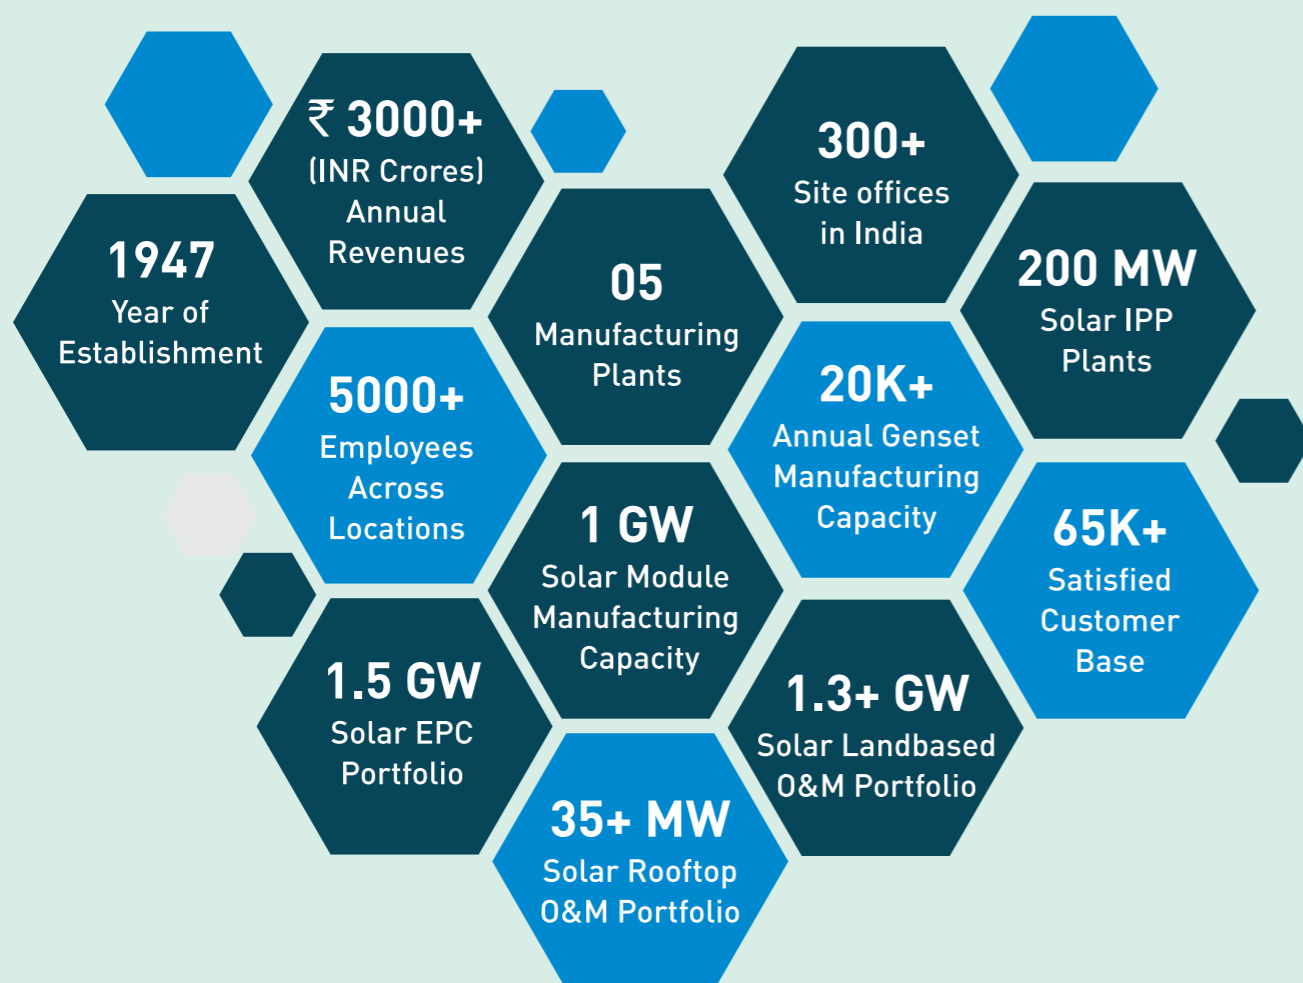 ₹ 3000+
(INR Crores)
Annual
Revenues
300+
Site offices
in India
1947
Year of
Establishment
05
Manufacturing
Plants
200 MW
Solar IPP
Plants
5000+
Employees
Across
Locations
20K+
Annual Genset
Manufacturing
Capacity
1 GW
Solar Module
Manufacturing
Capacity
65K+
Satisfied
Customer
Base
1.5 GW
Solar EPC
Portfolio
1.3+ GW
Solar Landbased
O&M Portfolio
35+ MW
Solar Rooftop
O&M Portfolio